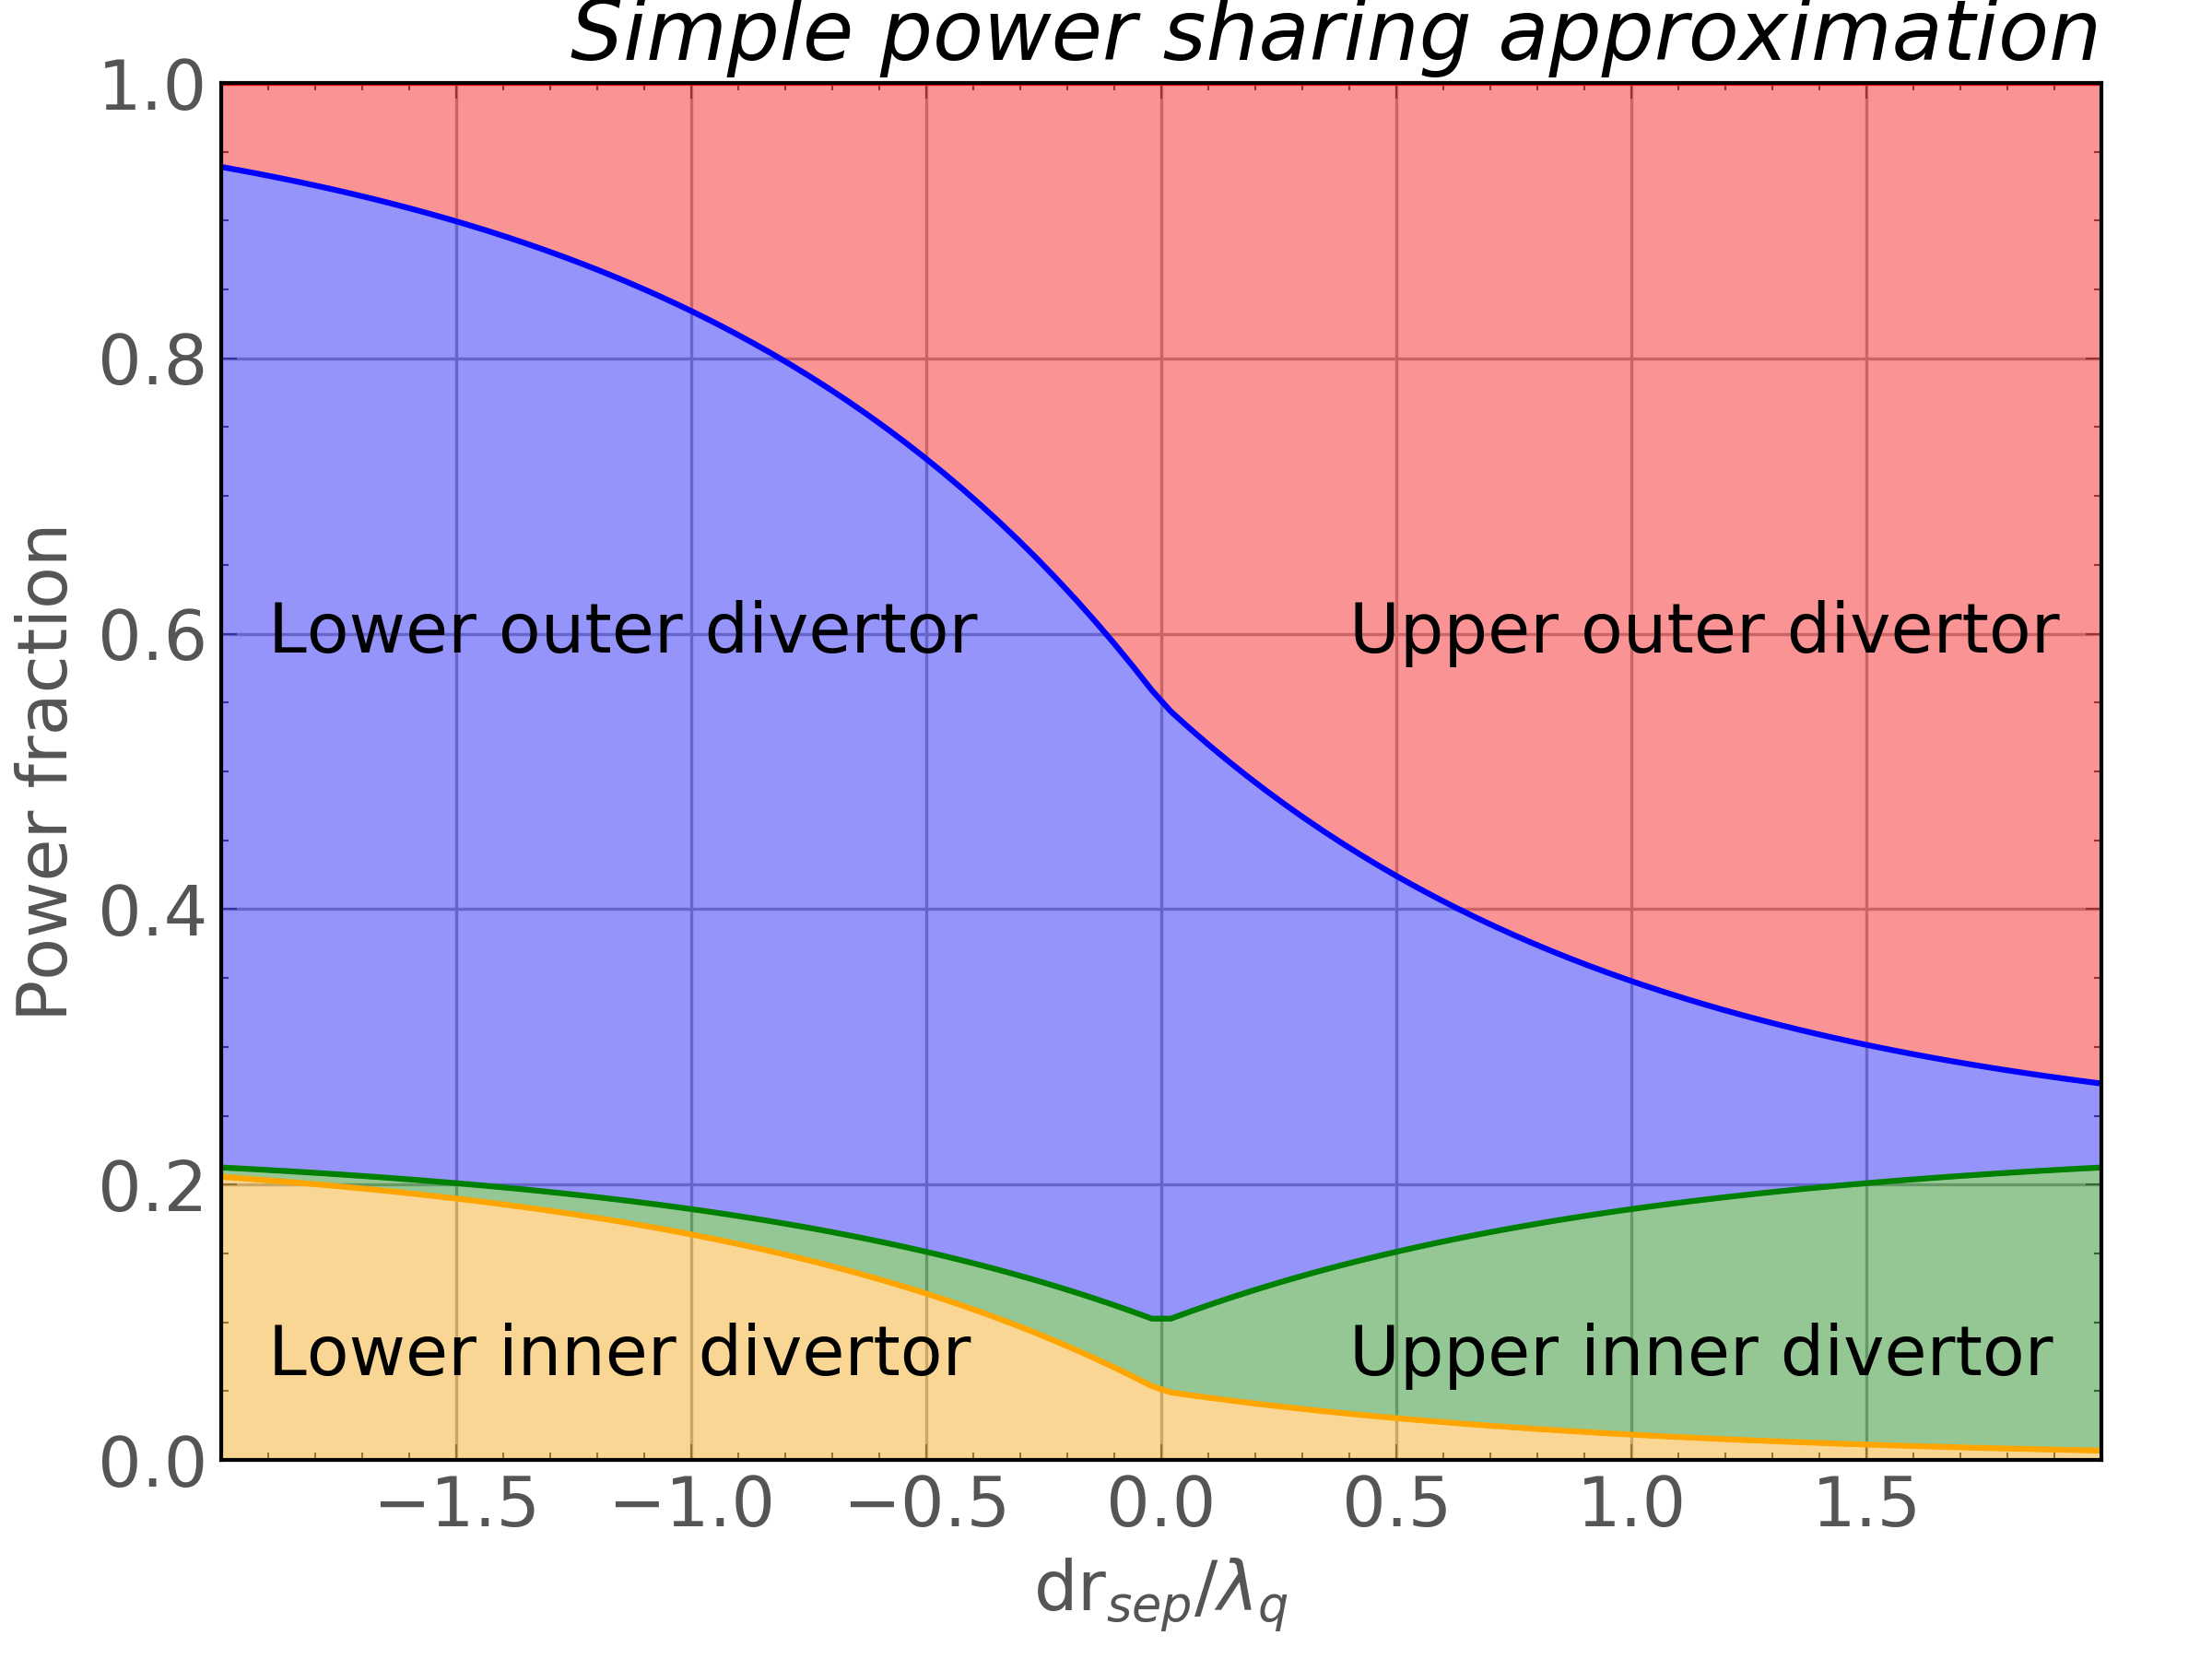 Simple power sharing approximation
1.0
0.8
0.6
0.4
0.2
0.0
Power fraction
Lower outer divertor
Upper outer divertor
Lower inner divertor
Upper inner divertor
−1.5 −1.0 −0.5 0.0 0.5 1.0 1.5
dr_sep/λ_q